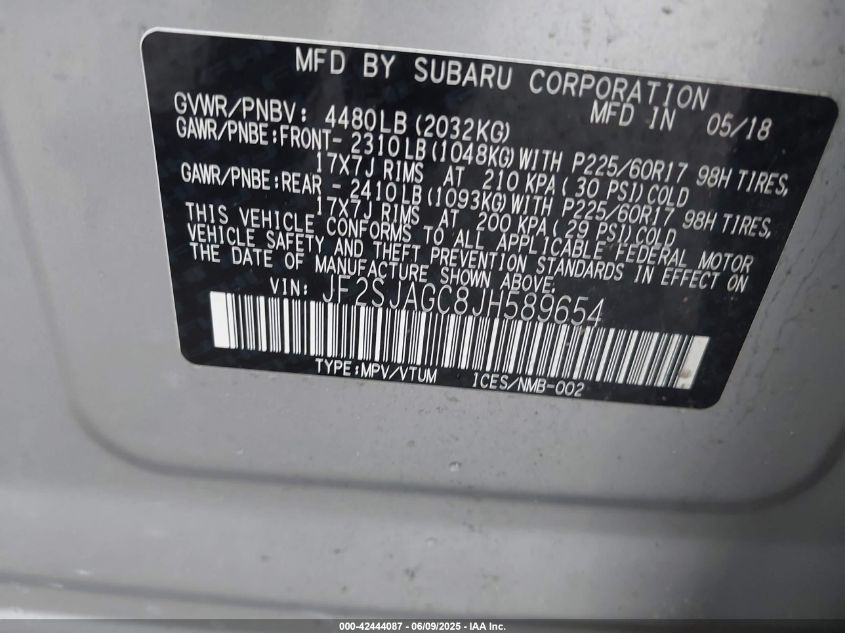 MFD BY SUBARU CORPORATION
MFD IN 05/18
GVWR/PNBV: 4480LB(2032KG)
GAWR/PNBE:FRONT- 2310LB(1048KG)WITH P225/60R17 98H TIRES,
17X7J RIMS AT 210 KPA( 30 PSI)COLD
GAWR/PNBE:REAR - 2410LB(1093KG)WITH P225/60R17 98H TIRES,
17X7J RIMS AT 200 KPA( 29 PSI)COLD
THIS VEHICLE CONFORMS TO ALL APPLICABLE FEDERAL MOTOR
VEHICLE SAFETY AND THEFT PREVENTION STANDARDS IN EFFECT ON
THE DATE OF MANUFACTURE SHOWN ABOVE.
VIN: JF2SJAGC8JH589654
TYPE:MPV/VTUM ICES/NMB-002
000-42444087 - 06/09/2025 - IAA Inc.